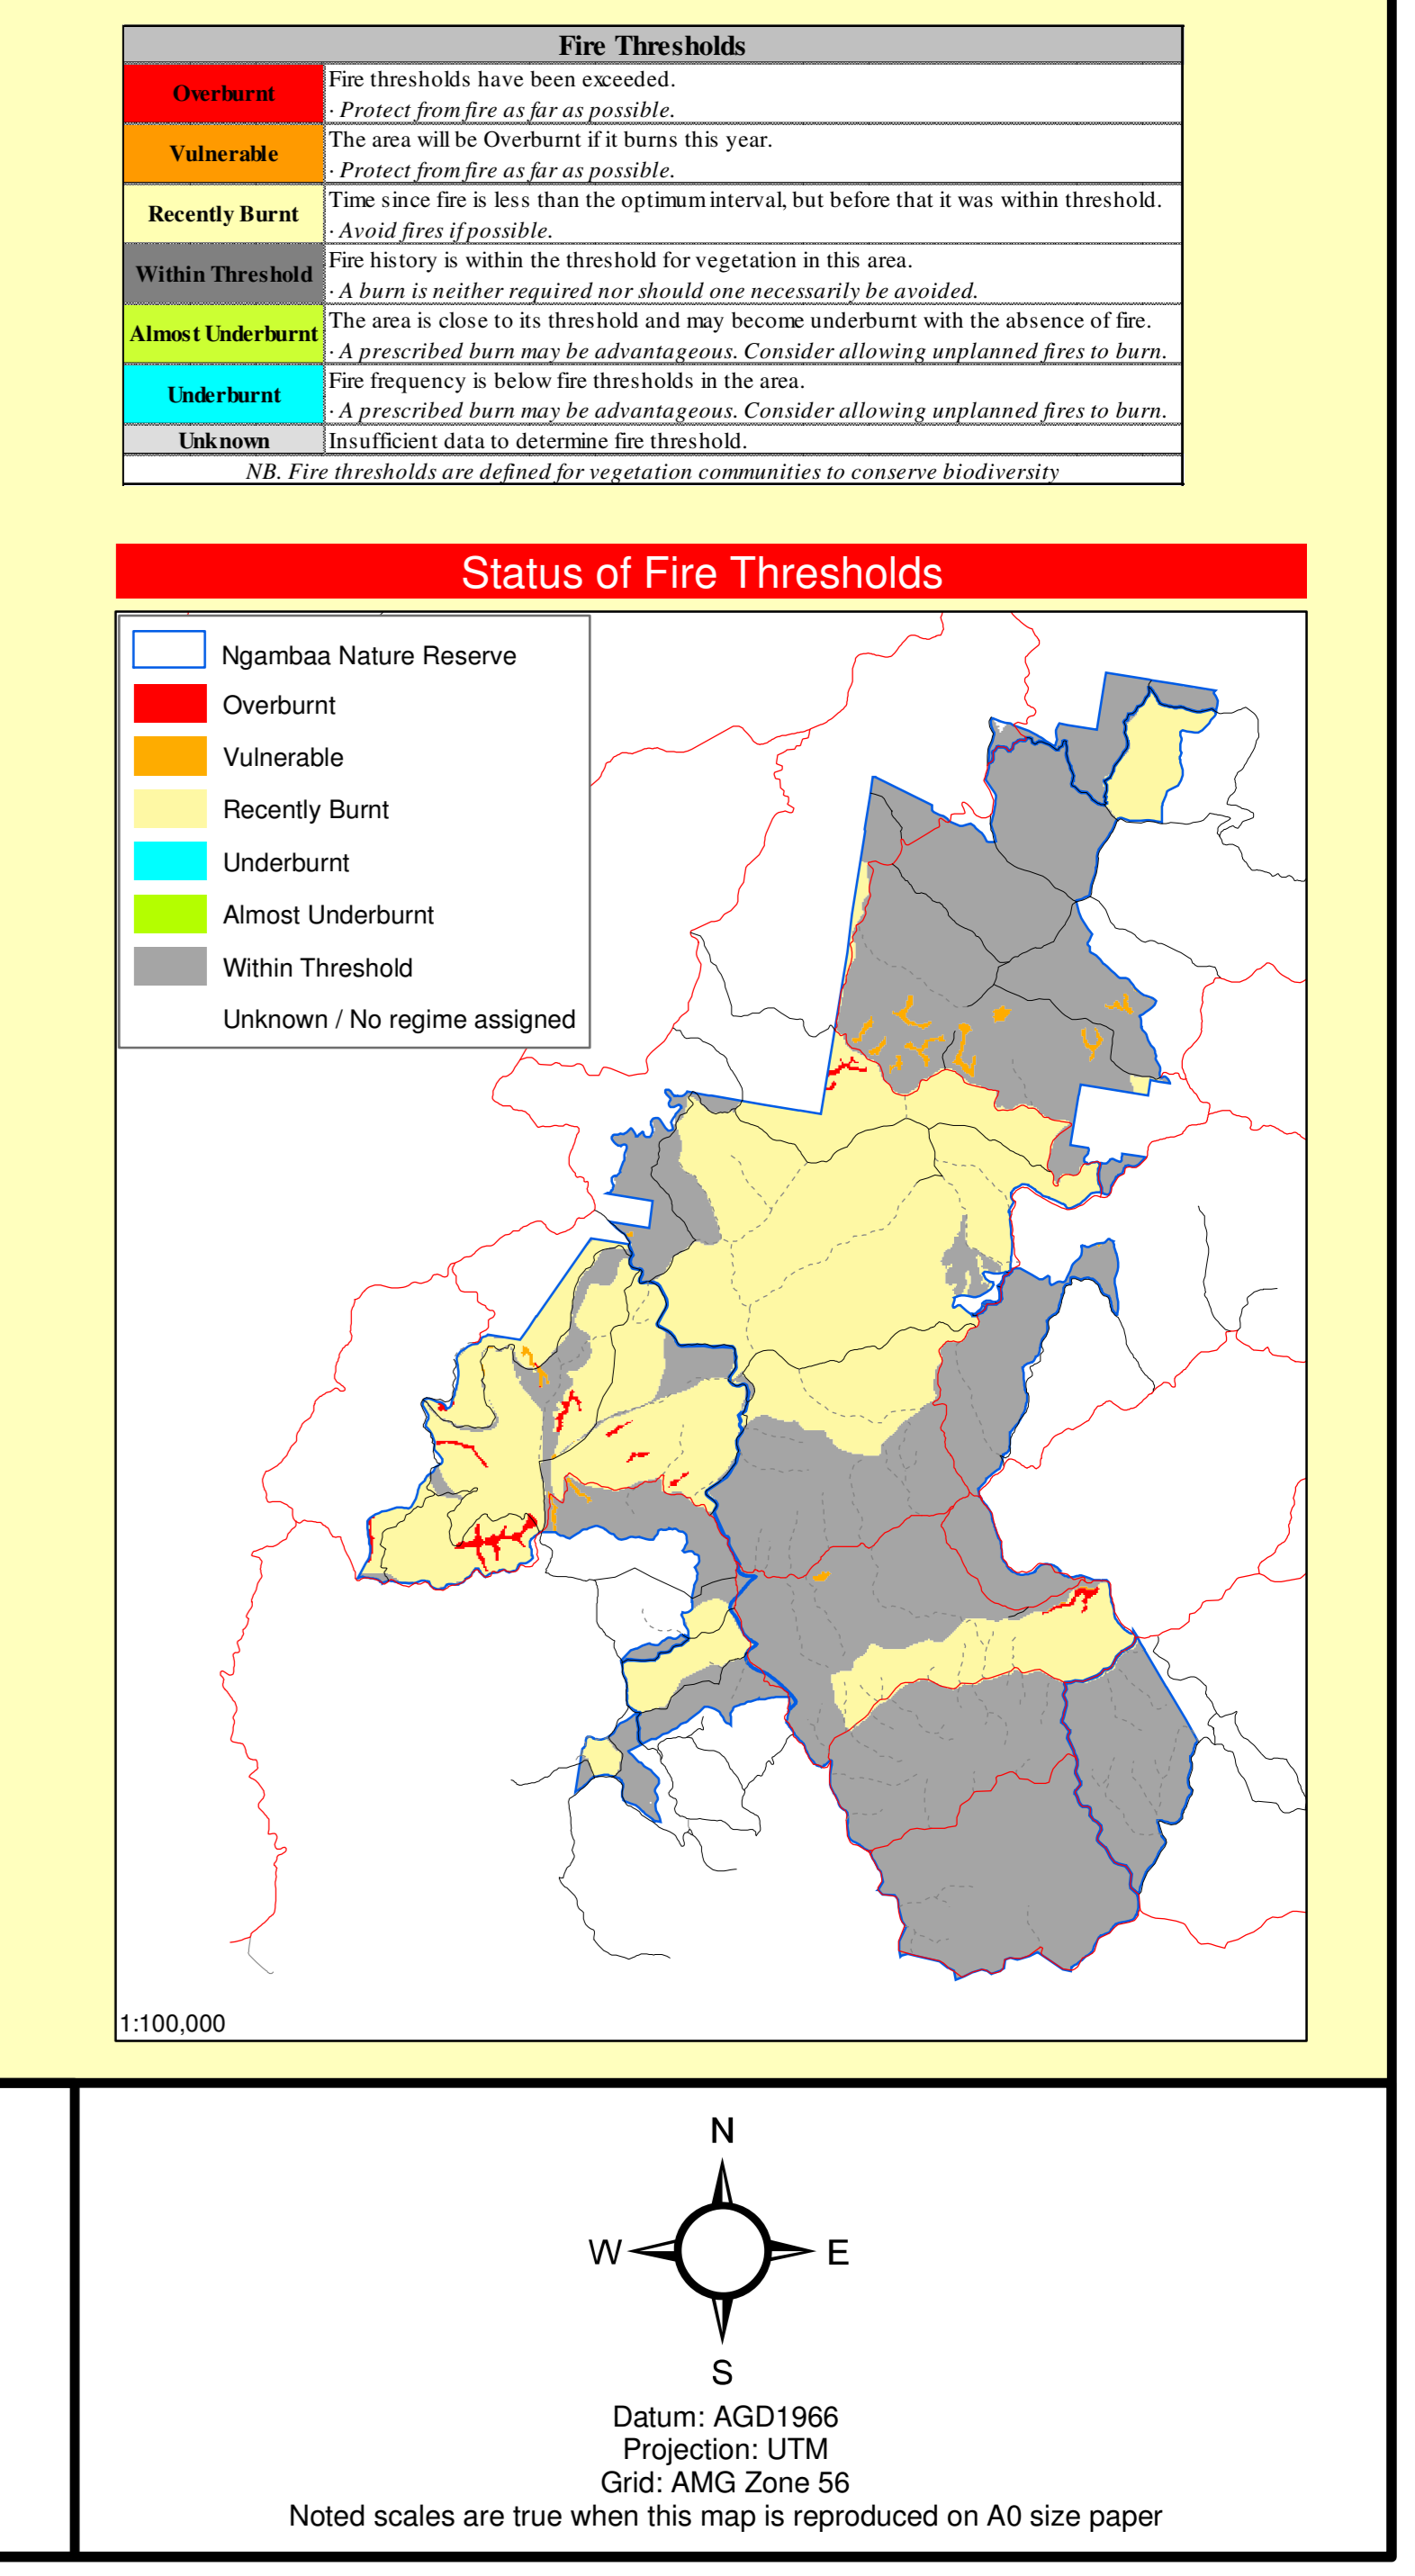 Fire Thresholds
Overburnt
Fire thresholds have been exceeded.
· Protect from fire as far as possible.
Vulnerable
The area will be Overburnt if it burns this year.
· Protect from fire as far as possible.
Recently Burnt
Time since fire is less than the optimum interval, but before that it was within threshold.
· Avoid fires if possible.
Within Threshold
Fire history is within the threshold for vegetation in this area.
· A burn is neither required nor should one necessarily be avoided.
Almost Underburnt
The area is close to its threshold and may become underburnt with the absence of fire.
· A prescribed burn may be advantageous. Consider allowing unplanned fires to burn.
Underburnt
Fire frequency is below fire thresholds in the area.
· A prescribed burn may be advantageous. Consider allowing unplanned fires to burn.
Unknown
Insufficient data to determine fire threshold.
NB. Fire thresholds are defined for vegetation communities to conserve biodiversity
Status of Fire Thresholds
Ngambaa Nature Reserve
Overburnt
Vulnerable
Recently Burnt
Underburnt
Almost Underburnt
Within Threshold
Unknown / No regime assigned
1:100,000
N
W
E
S
Datum: AGD1966
Projection: UTM
Grid: AMG Zone 56
Noted scales are true when this map is reproduced on A0 size paper